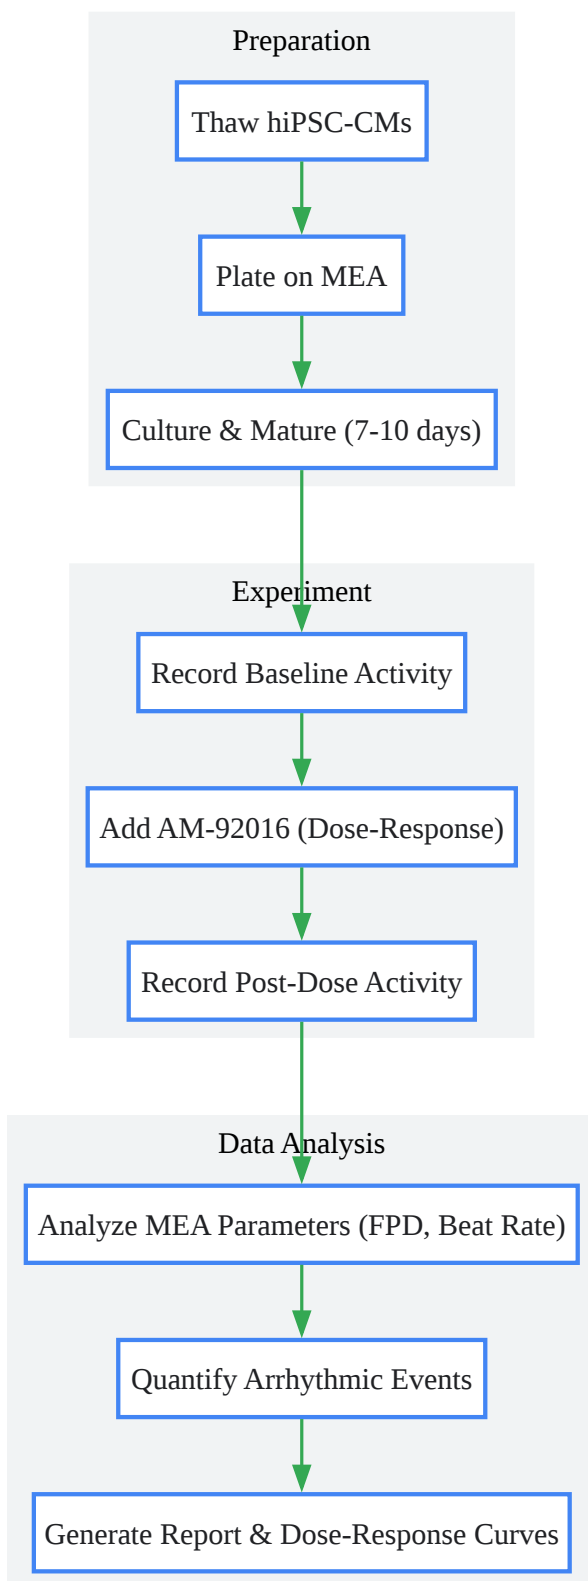 Preparation
Thaw hiPSC-CMs
Plate on MEA
Culture & Mature (7-10 days)
Experiment
Record Baseline Activity
Add AM-92016 (Dose-Response)
Record Post-Dose Activity
Data Analysis
Analyze MEA Parameters (FPD, Beat Rate)
Quantify Arrhythmic Events
Generate Report & Dose-Response Curves